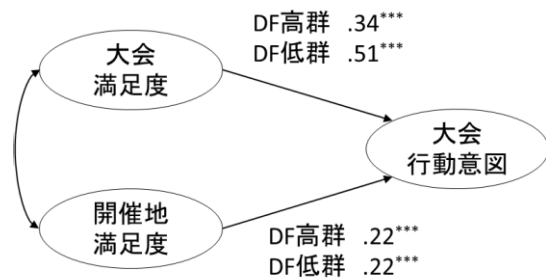 DF高群 .34***
DF低群 .51***
大会
満足度
大会
行動意図
開催地
満足度
DF高群 .22***
DF低群 .22***